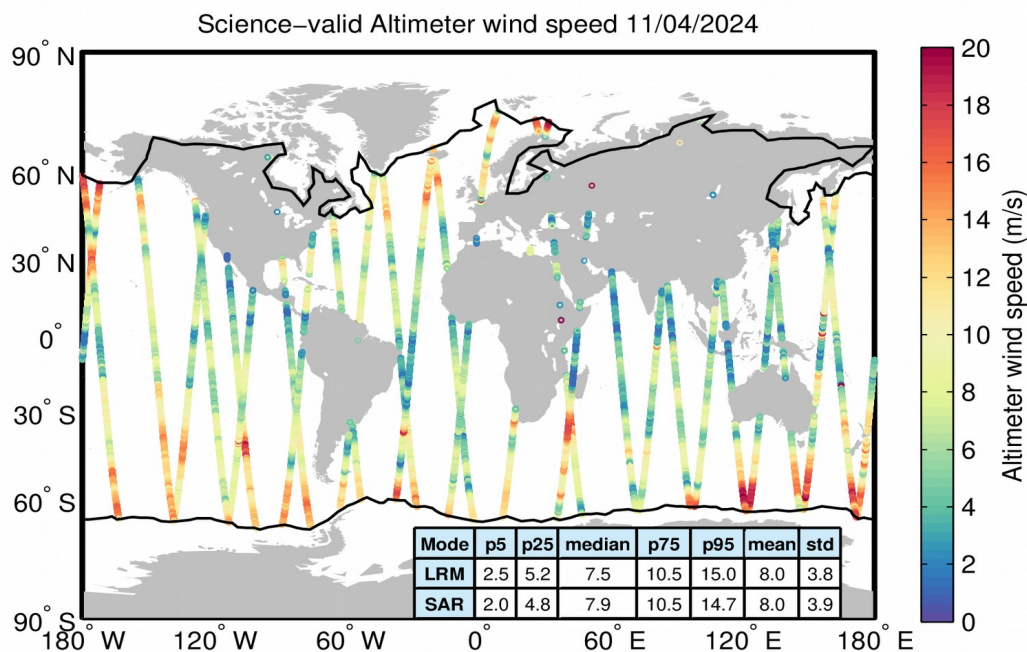 Science−valid Altimeter wind speed 11/04/2024
90° N
60° N
30° N
0°
30° S
60° S
90° S
180° W
120° W
60° W
0°
60° E
120° E
180° E
Mode p5 p25 median p75 p95 mean std
LRM 2.5 5.2 7.5 10.5 15.0 8.0 3.8
SAR 2.0 4.8 7.9 10.5 14.7 8.0 3.9
20
18
16
14
12
10
8
6
4
2
0
Altimeter wind speed (m/s)